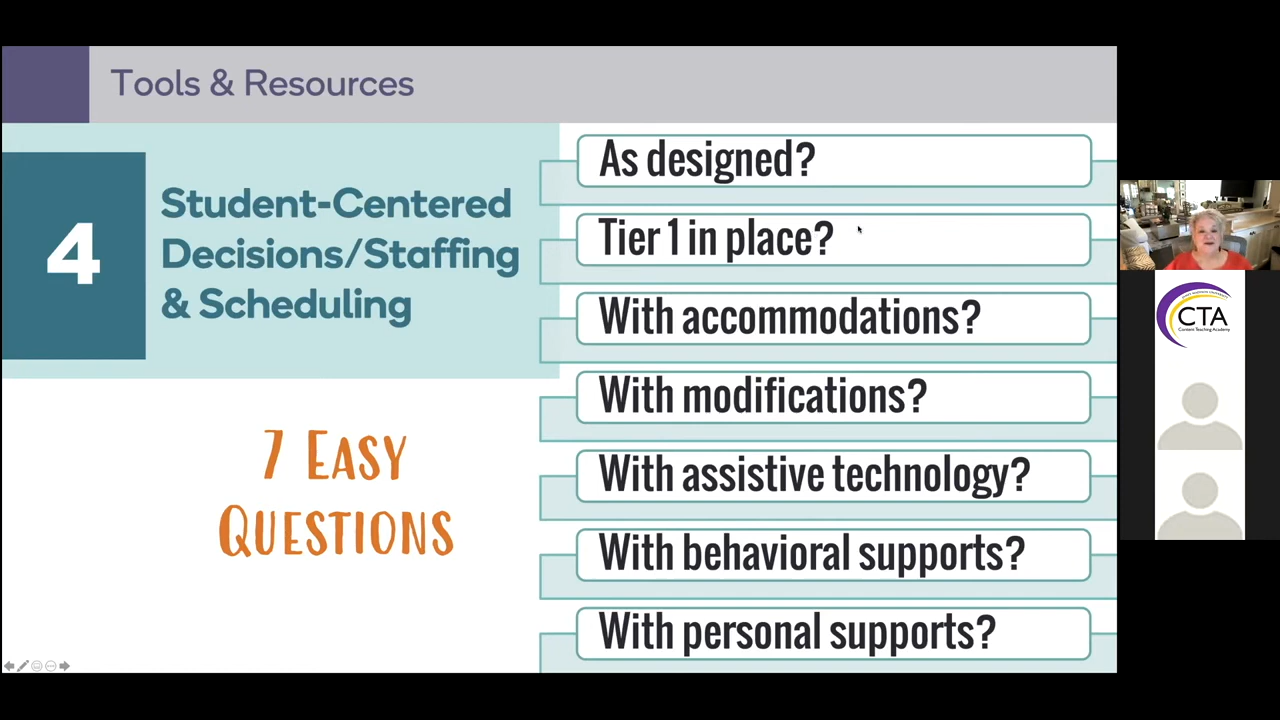 Tools & Resources
4
Student-Centered
Decisions/Staffing
& Scheduling
7 EASY
QUESTIONS
As designed?
Tier 1 in place?
With accommodations?
With modifications?
With assistive technology?
With behavioral supports?
With personal supports?
CTA
Content Teaching Academy